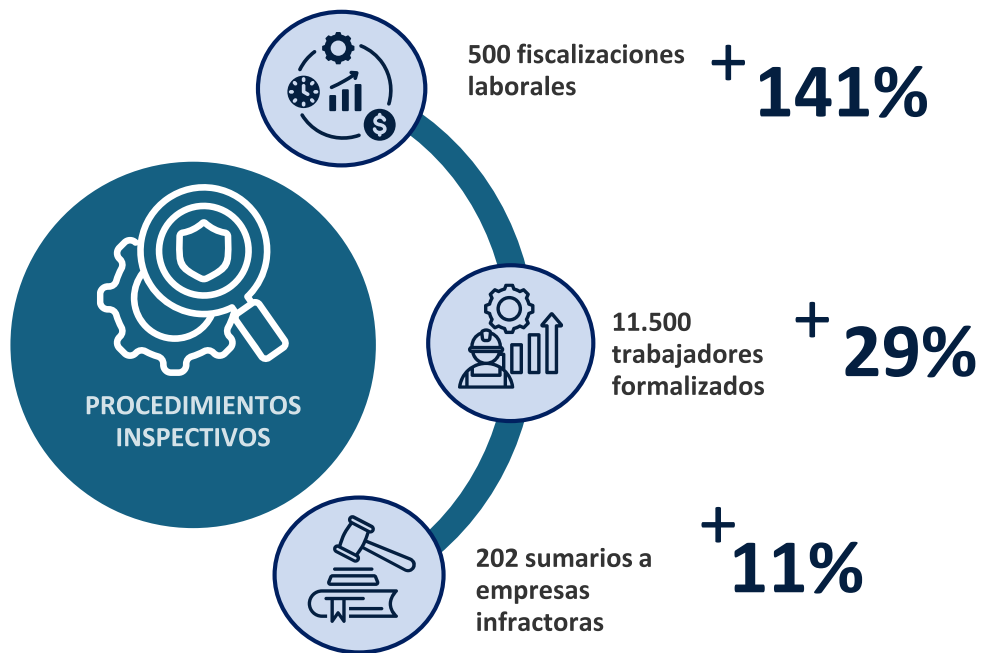 500 fiscalizaciones
laborales
+ 141%
PROCEDIMIENTOS
INSPECTIVOS
11.500
trabajadores
formalizados
+ 29%
202 sumarios a
empresas
infractoras
+ 11%